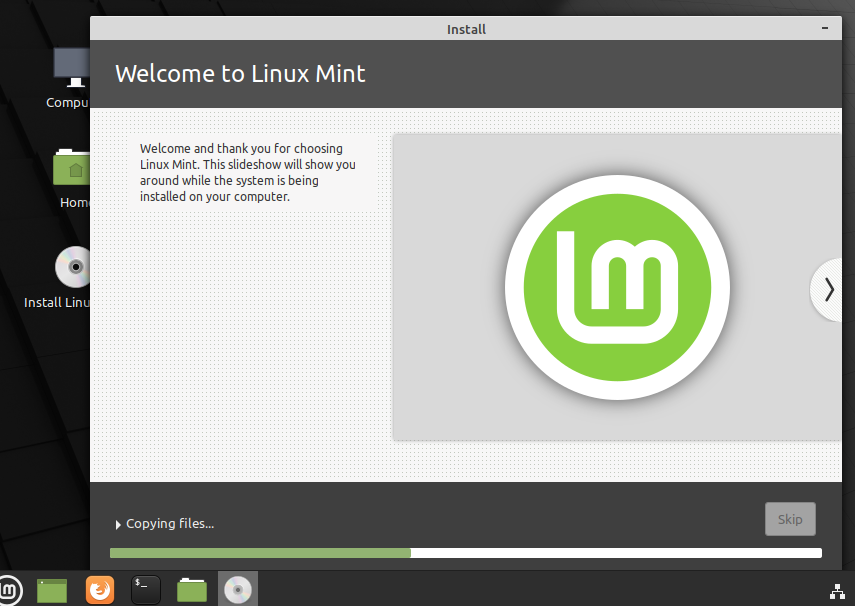 Install
Welcome to Linux Mint
Compu
Home
Install Linu
Welcome and thank you for choosing
Linux Mint. This slideshow will show you
around while the system is being
installed on your computer.
Copying files...
Skip
$_